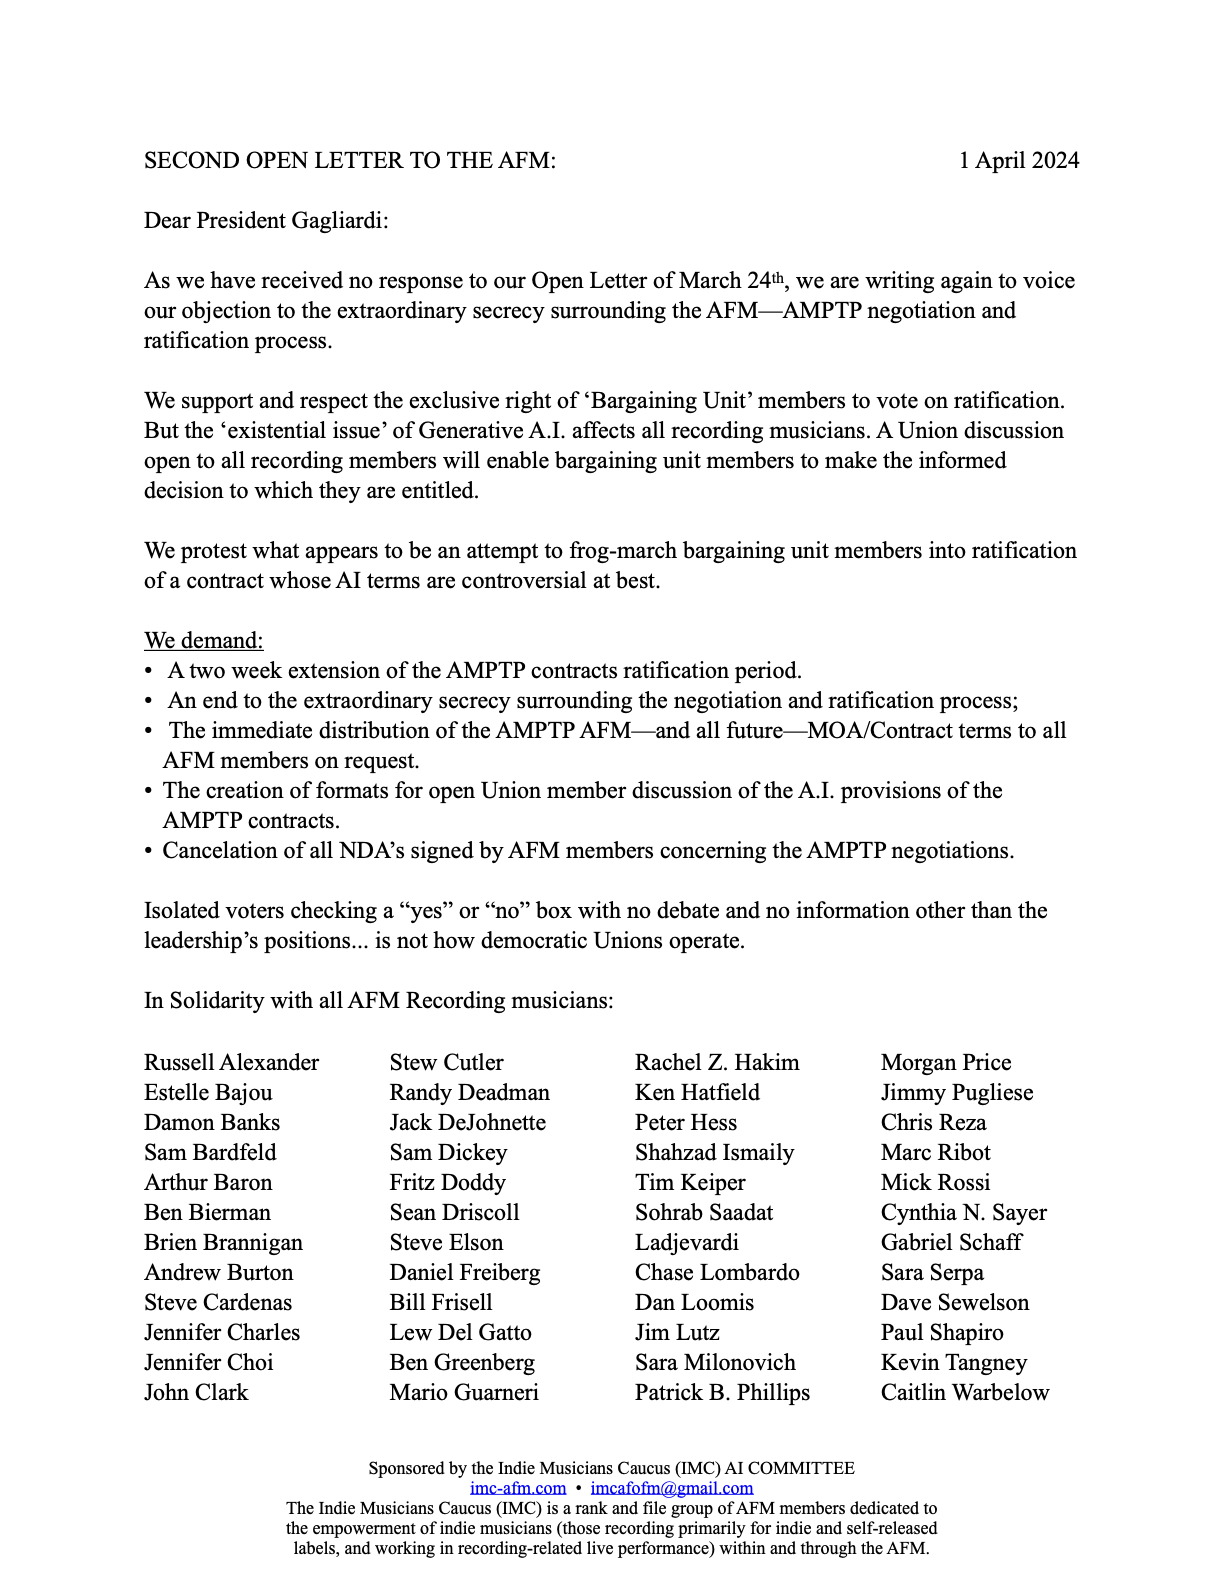 SECOND OPEN LETTER TO THE AFM: 1 April 2024
Dear President Gagliardi:
As we have received no response to our Open Letter of March 24th, we are writing again to voice
our objection to the extraordinary secrecy surrounding the AFM—AMPTP negotiation and
ratification process.
We support and respect the exclusive right of ‘Bargaining Unit’ members to vote on ratification.
But the ‘existential issue’ of Generative A.I. affects all recording musicians. A Union discussion
open to all recording members will enable bargaining unit members to make the informed
decision to which they are entitled.
We protest what appears to be an attempt to frog-march bargaining unit members into ratification
of a contract whose AI terms are controversial at best.
We demand:
• A two week extension of the AMPTP contracts ratification period.
• An end to the extraordinary secrecy surrounding the negotiation and ratification process;
• The immediate distribution of the AMPTP AFM—and all future—MOA/Contract terms to all
AFM members on request.
• The creation of formats for open Union member discussion of the A.I. provisions of the
AMPTP contracts.
• Cancelation of all NDA’s signed by AFM members concerning the AMPTP negotiations.
Isolated voters checking a “yes” or “no” box with no debate and no information other than the
leadership’s positions... is not how democratic Unions operate.
In Solidarity with all AFM Recording musicians:
Russell Alexander
Estelle Bajou
Damon Banks
Sam Bardfeld
Arthur Baron
Ben Bierman
Brien Brannigan
Andrew Burton
Steve Cardenas
Jennifer Charles
Jennifer Choi
John Clark
Stew Cutler
Randy Deadman
Jack DeJohnette
Sam Dickey
Fritz Doddy
Sean Driscoll
Steve Elson
Daniel Freiberg
Bill Frisell
Lew Del Gatto
Ben Greenberg
Mario Guarneri
Rachel Z. Hakim
Ken Hatfield
Peter Hess
Shahzad Ismaily
Tim Keiper
Sohrab Saadat
Ladjevardi
Chase Lombardo
Dan Loomis
Jim Lutz
Sara Milonovich
Patrick B. Phillips
Morgan Price
Jimmy Pugliese
Chris Reza
Marc Ribot
Mick Rossi
Cynthia N. Sayer
Gabriel Schaff
Sara Serpa
Dave Sewelson
Paul Shapiro
Kevin Tangney
Caitlin Warbelow
Sponsored by the Indie Musicians Caucus (IMC) AI COMMITTEE
imc-afm.com • imcafofm@gmail.com
The Indie Musicians Caucus (IMC) is a rank and file group of AFM members dedicated to
the empowerment of indie musicians (those recording primarily for indie and self-released
labels, and working in recording-related live performance) within and through the AFM.